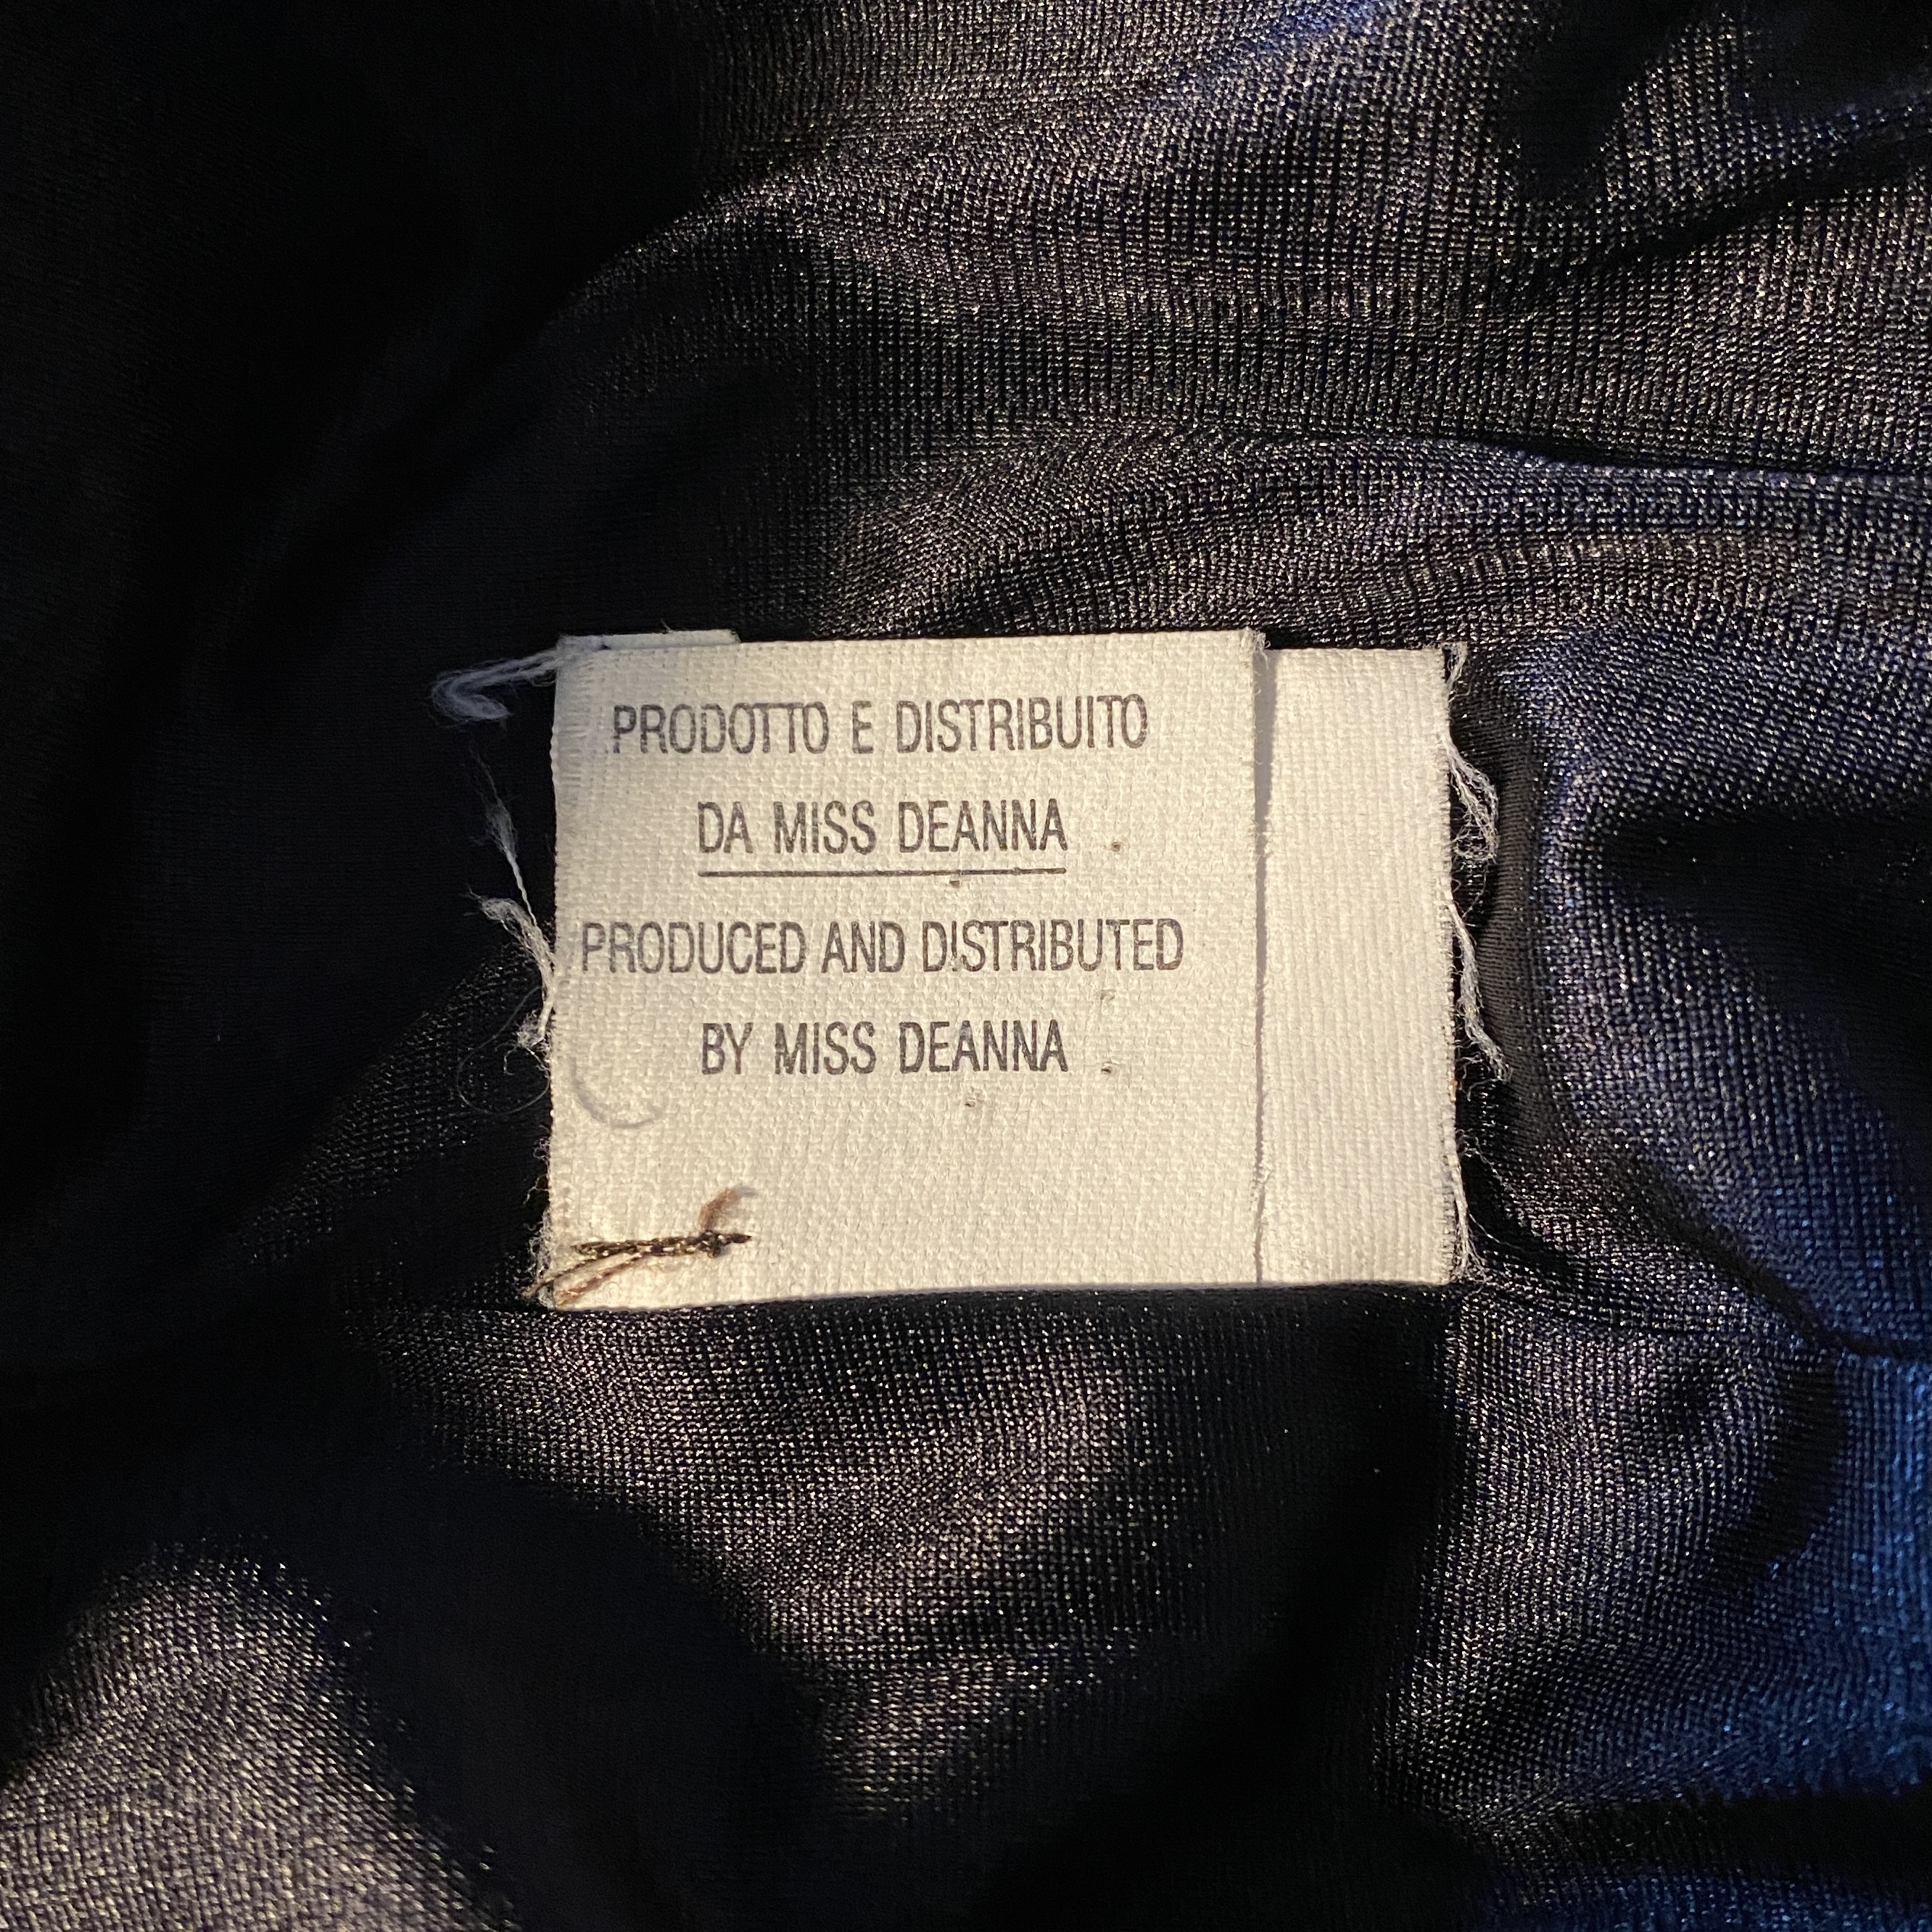 PRODOTTO E DISTRIBUITO
DA MISS DEANNA
PRODUCED AND DISTRIBUTED
BY MISS DEANNA